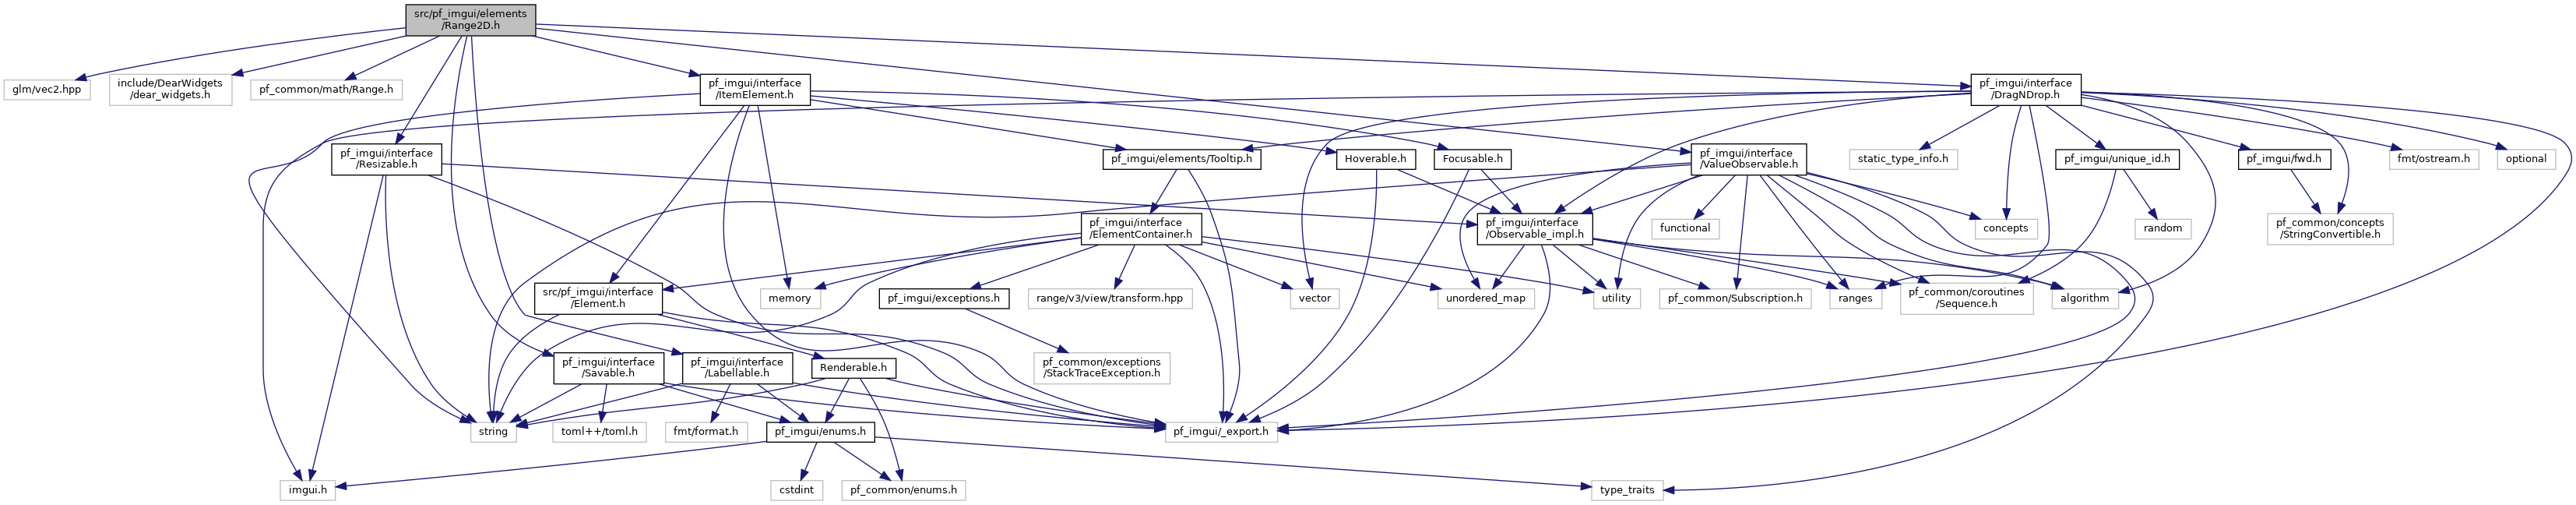 src/pf_imgui/elements
/Range2D.h
glm/vec2.hpp
include/DearWidgets
/dear_widgets.h
pf_common/math/Range.h
pf_imgui/interface
/ItemElement.h
pf_imgui/interface
/DragNDrop.h
pf_imgui/interface
/Resizable.h
pf_imgui/elements/Tooltip.h
Hoverable.h
Focusable.h
pf_imgui/interface
/ValueObservable.h
static_type_info.h
pf_imgui/unique_id.h
pf_imgui/fwd.h
fmt/ostream.h
optional
pf_imgui/interface
/ElementContainer.h
pf_imgui/interface
/Observable_impl.h
functional
concepts
random
pf_common/concepts
/StringConvertible.h
src/pf_imgui/interface
/Element.h
memory
pf_imgui/exceptions.h
range/v3/view/transform.hpp
vector
unordered_map
utility
pf_common/Subscription.h
ranges
pf_common/coroutines
/Sequence.h
algorithm
pf_imgui/interface
/Savable.h
pf_imgui/interface
/Labellable.h
Renderable.h
pf_common/exceptions
/StackTraceException.h
string
toml++/toml.h
fmt/format.h
pf_imgui/enums.h
pf_imgui/_export.h
imgui.h
cstdint
pf_common/enums.h
type_traits